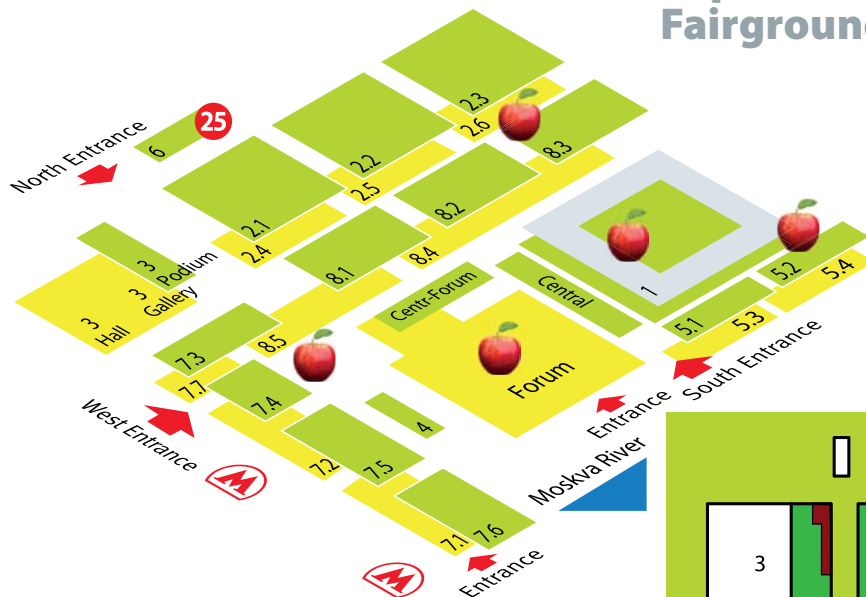 Fairground
2.3
2.6
25
8.3
North Entrance
6
2.2
2.5
8.2
2.1
2.4
8.4
3
Podium
3
Gallery
3
Hall
8.1
Centr-Forum
Central
1
5.2
5.4
5.1
5.3
8.5
7.3
7.7
Forum
South Entrance
7.4
West Entrance
4
Entrance
7.2
7.5
Moskva River
7.1
7.6
Entrance
3